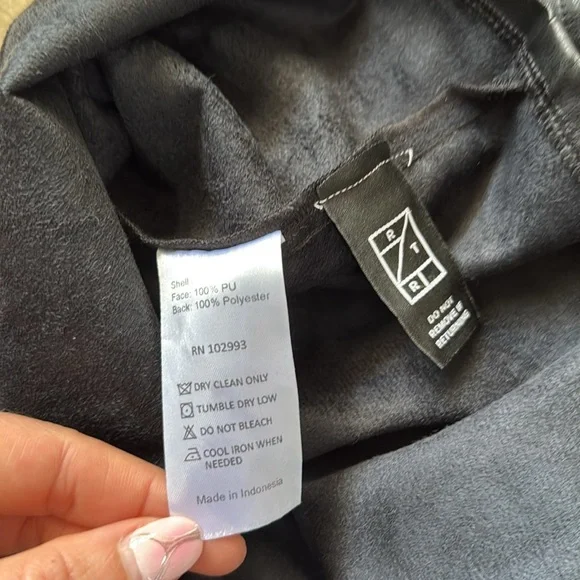 Shell
Face: 100% PU
Back: 100% Polyester
RN 102993
DRY CLEAN ONLY
TUMBLE DRY LOW
DO NOT BLEACH
COOL IRON WHEN
NEEDED
Made in Indonesia
R
T
R
DO NOT
REMOVE IF
RETURNING